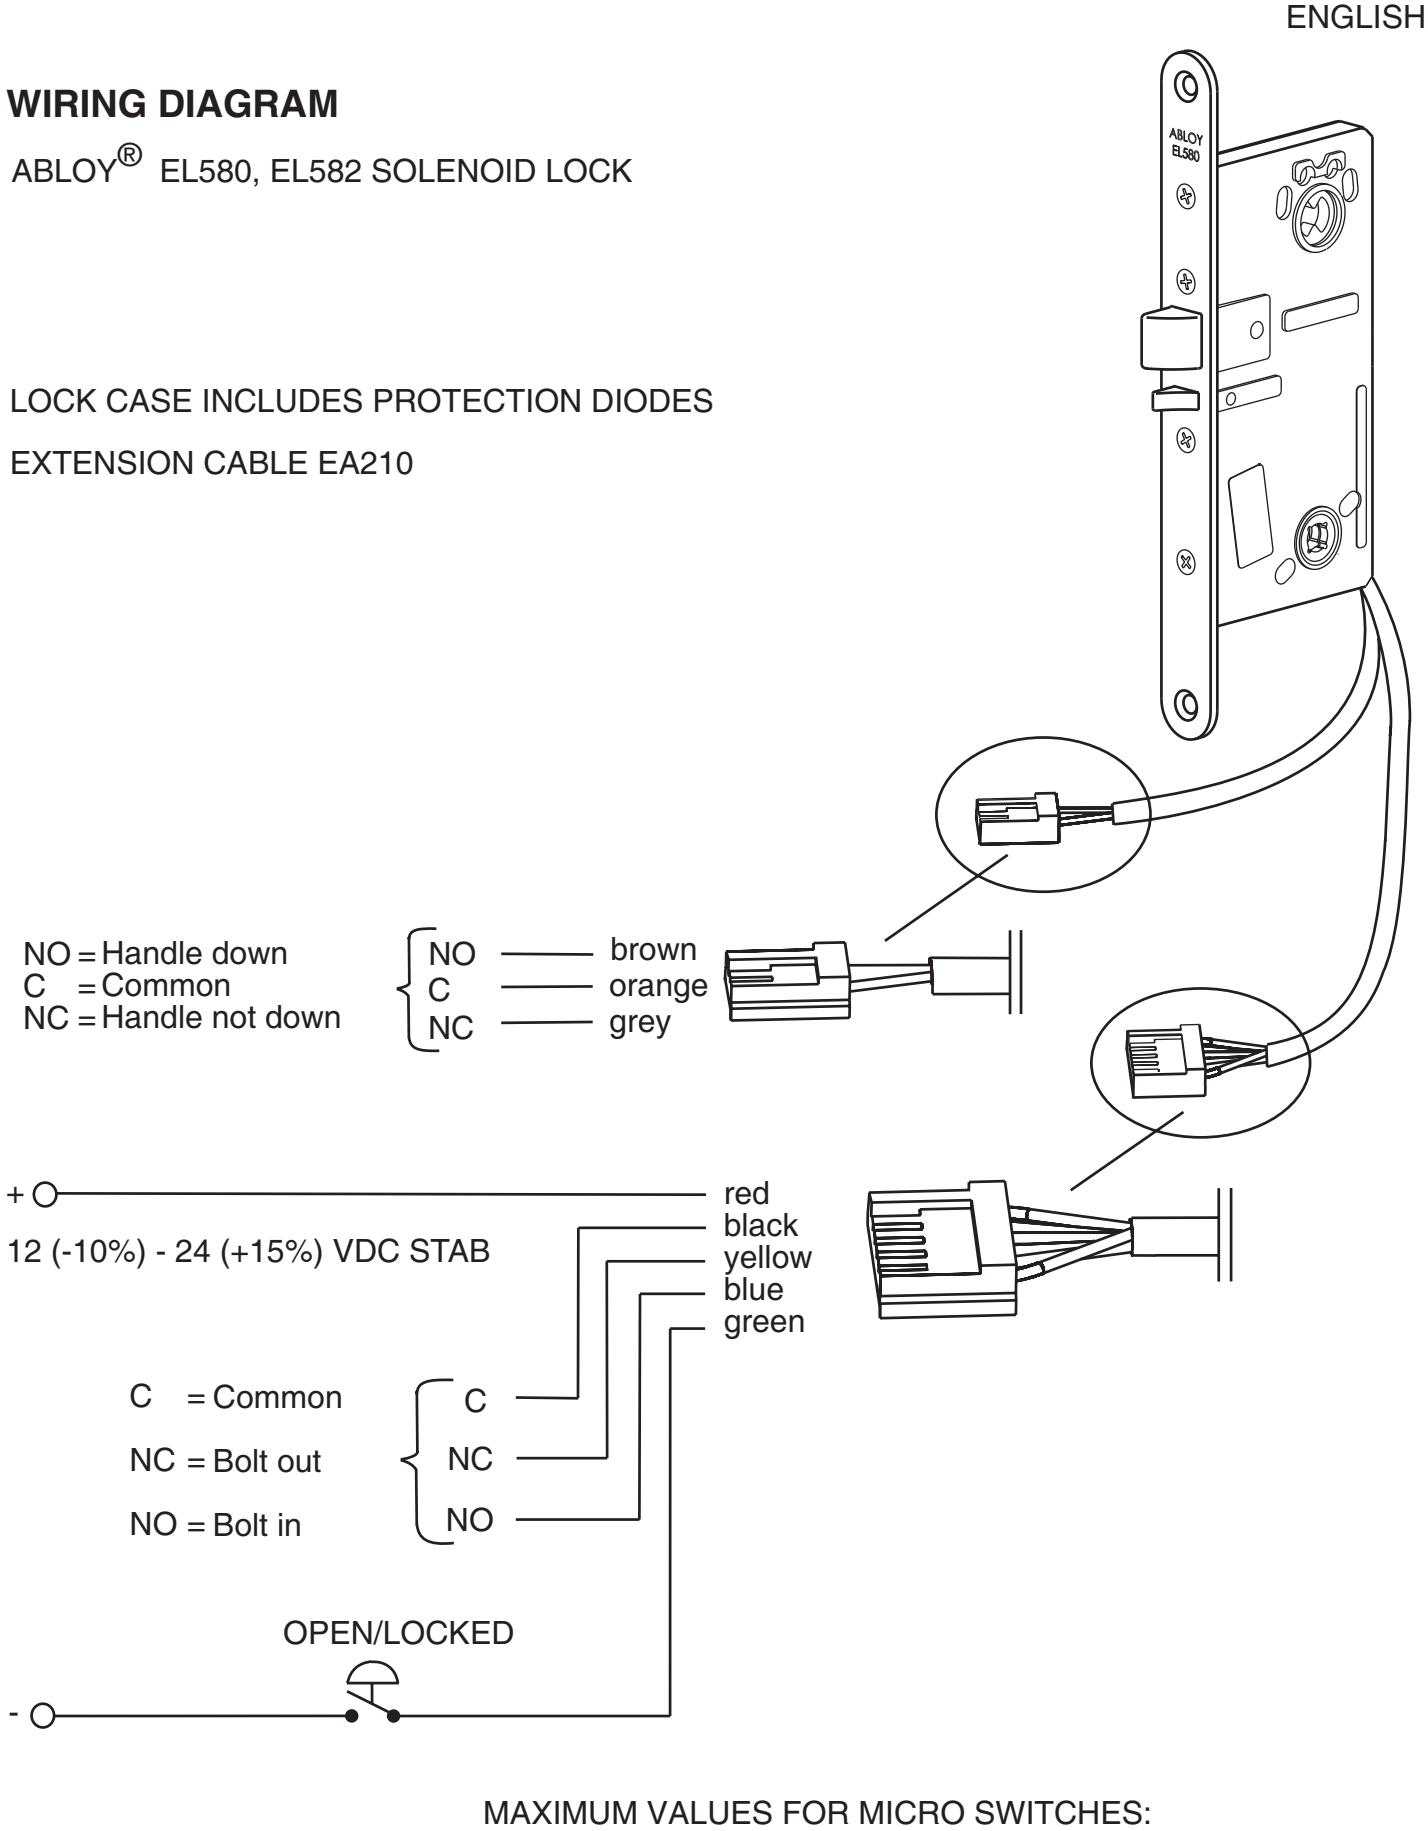 ENGLISH
WIRING DIAGRAM
ABLOY® EL580, EL582 SOLENOID LOCK
ABLOY
EL580
LOCK CASE INCLUDES PROTECTION DIODES
EXTENSION CABLE EA210
NO = Handle down
C = Common
NC = Handle not down
NO brown
C orange
NC grey
+ red
black
12 (-10%) - 24 (+15%) VDC STAB
yellow
blue
green
C = Common C
NC = Bolt out NC
NO = Bolt in NO
OPEN/LOCKED
-
MAXIMUM VALUES FOR MICRO SWITCHES: